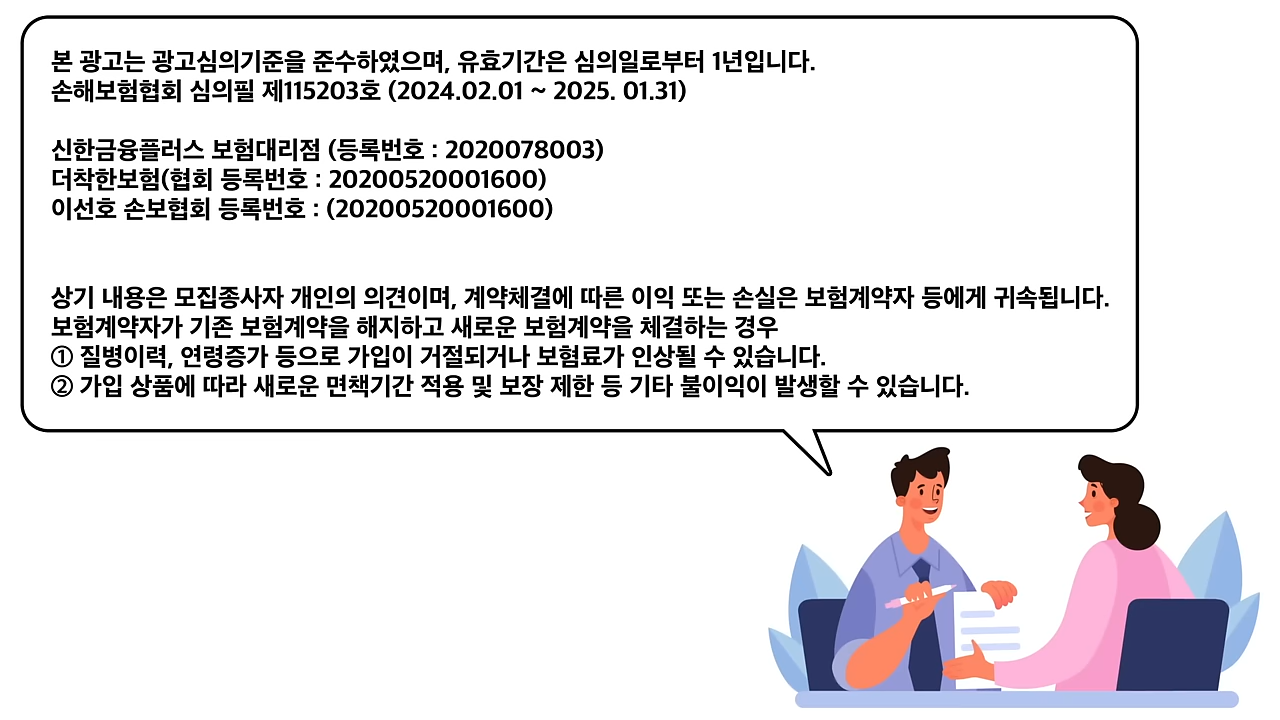 본 광고는 광고심의기준을 준수하였으며, 유효기간은 심의일로부터 1년입니다.
손해보험협회 심의필 제115203호 (2024.02.01 ~ 2025. 01.31)
신한금융플러스 보험대리점 (등록번호 : 2020078003)
더착한보험(협회 등록번호 : 20200520001600)
이선호 손보협회 등록번호 : (20200520001600)
상기 내용은 모집종사자 개인의 의견이며, 계약체결에 따른 이익 또는 손실은 보험계약자 등에게 귀속됩니다.
보험계약자가 기존 보험계약을 해지하고 새로운 보험계약을 체결하는 경우
① 질병이력, 연령증가 등으로 가입이 거절되거나 보험료가 인상될 수 있습니다.
② 가입 상품에 따라 새로운 면책기간 적용 및 보장 제한 등 기타 불이익이 발생할 수 있습니다.